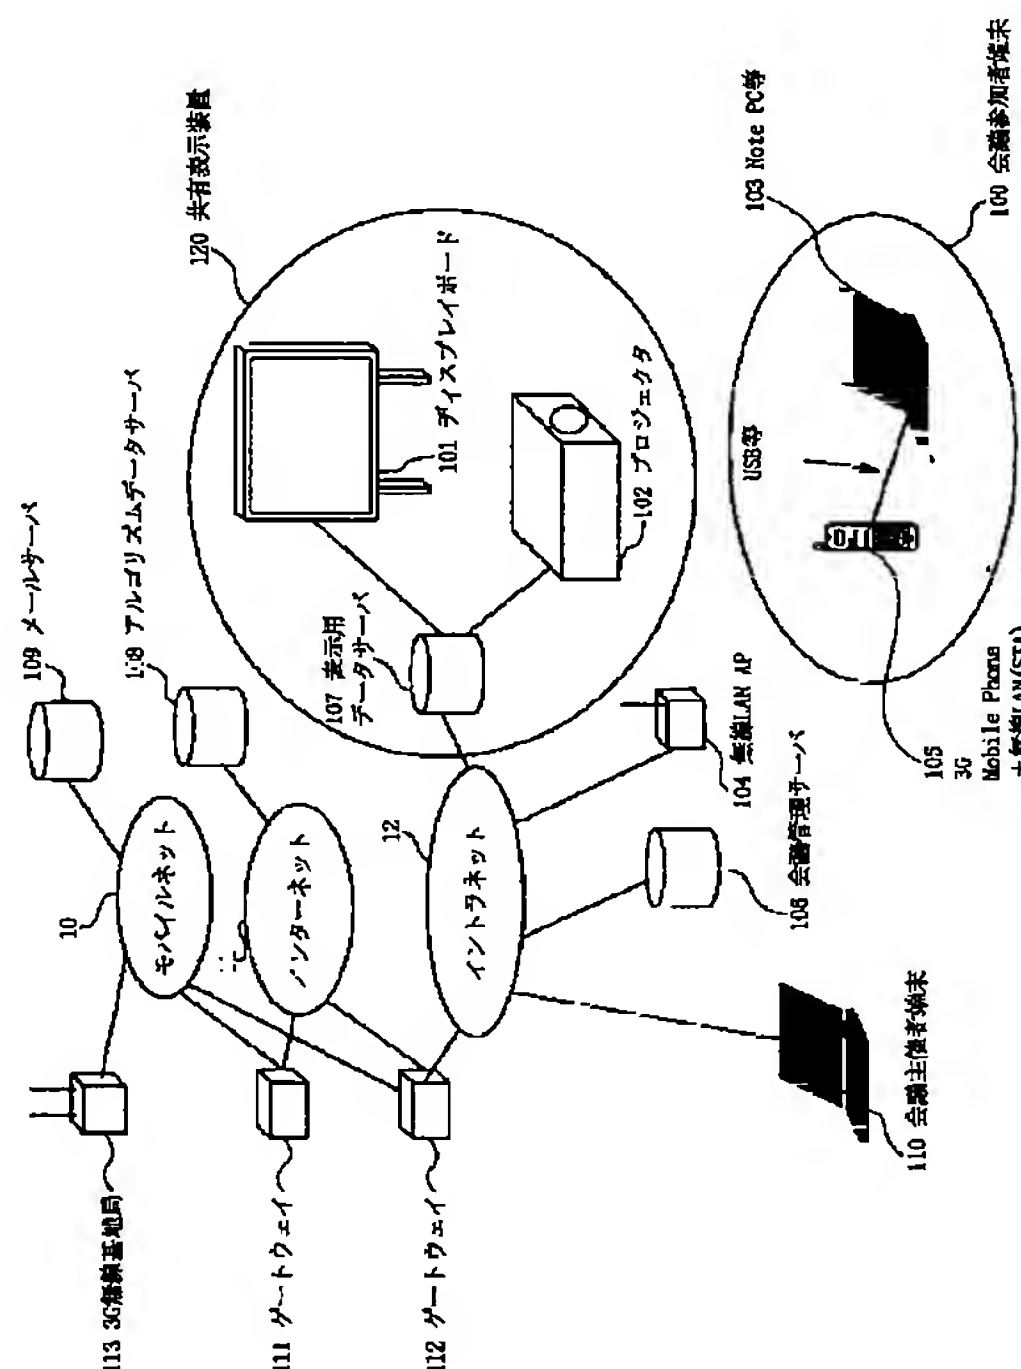 113 3G無線基地局
111 ゲートウェイ
112 ゲートウェイ
10
モバイルネット
インターネット
12
イントラネット
109 メールサーバ
108 アルゴリズムデータサーバ
107 表示用
データサーバ
120 共有表示装置
101 ディスプレイボード
102 プロジェクタ
104 無線LAN AP
106 会議管理サーバ
110 会議主催者端末
USB等
103 Note PC等
100 会議参加者端末
105
3G
Mobile Phone